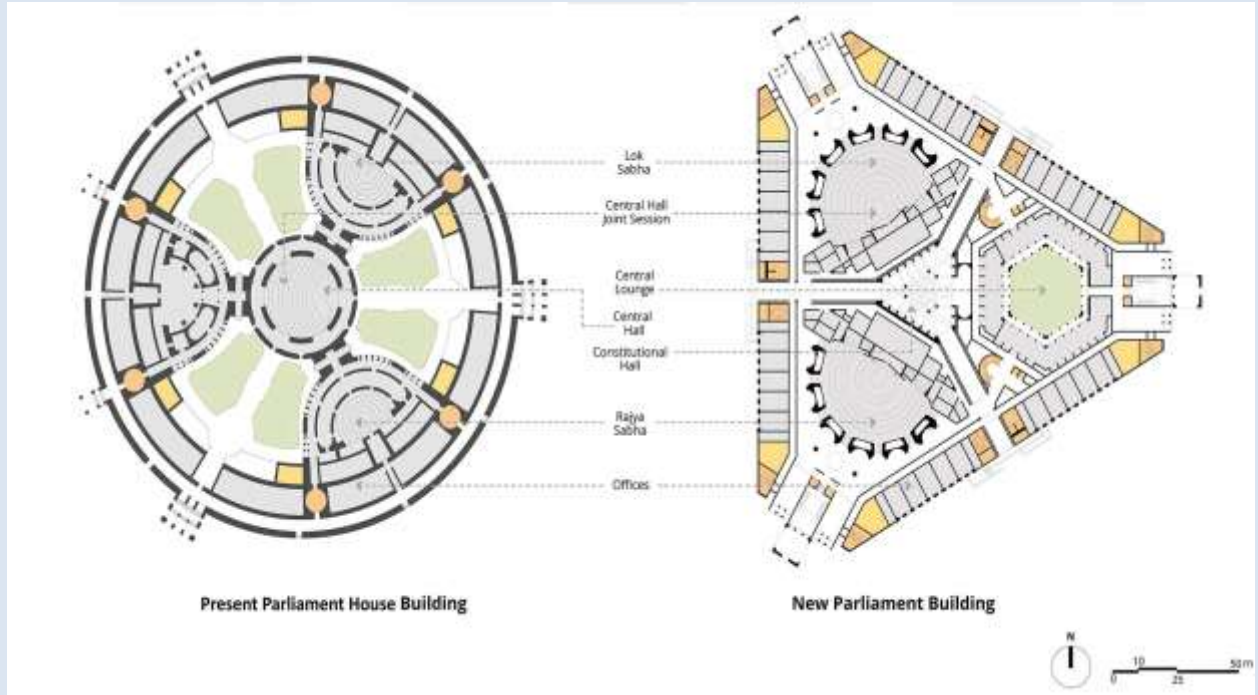 Lok
Sabha
Central Hall
Joint Session
Central
Lounge
Central
Hall
Constitutional
Hall
Rajya
Sabha
Offices
Present Parliament House Building
New Parliament Building
N
0
10
25
50 m